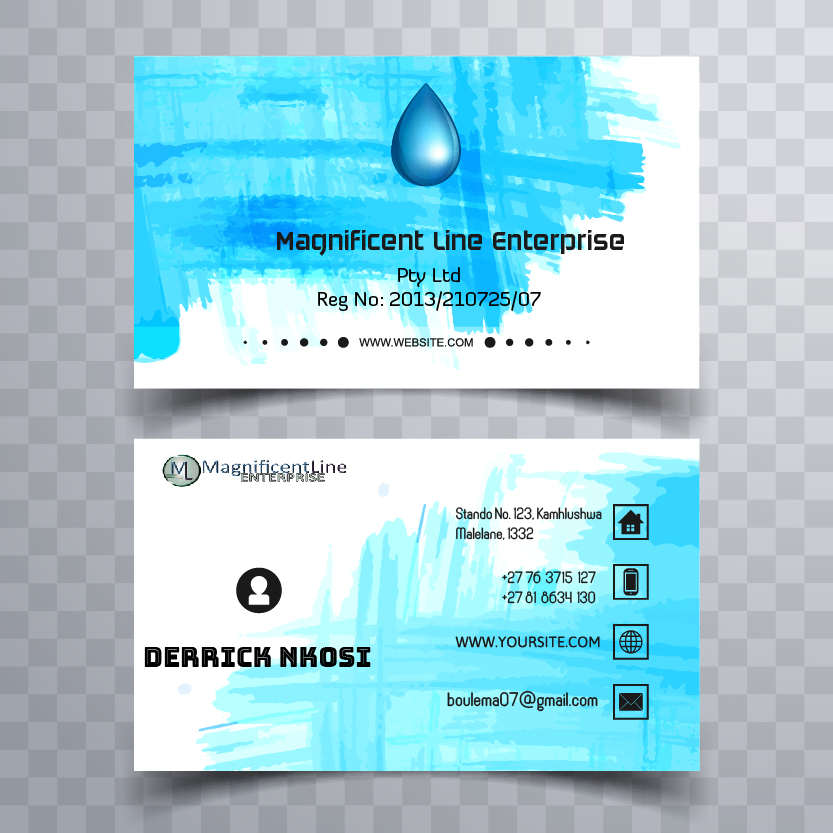 Magnificent Line Enterprise
Pty Ltd
Reg No: 2013/210725/07
WWW.WEBSITE.COM
ML MagnificentLine
ENTERPRISE
Stando No. 123, Kamhlushwa
Malelane, 1332
+27 76 3715 127
+27 81 8634 130
WWW.YOURSITE.COM
DERRICK NKOSI
boulema07@gmail.com